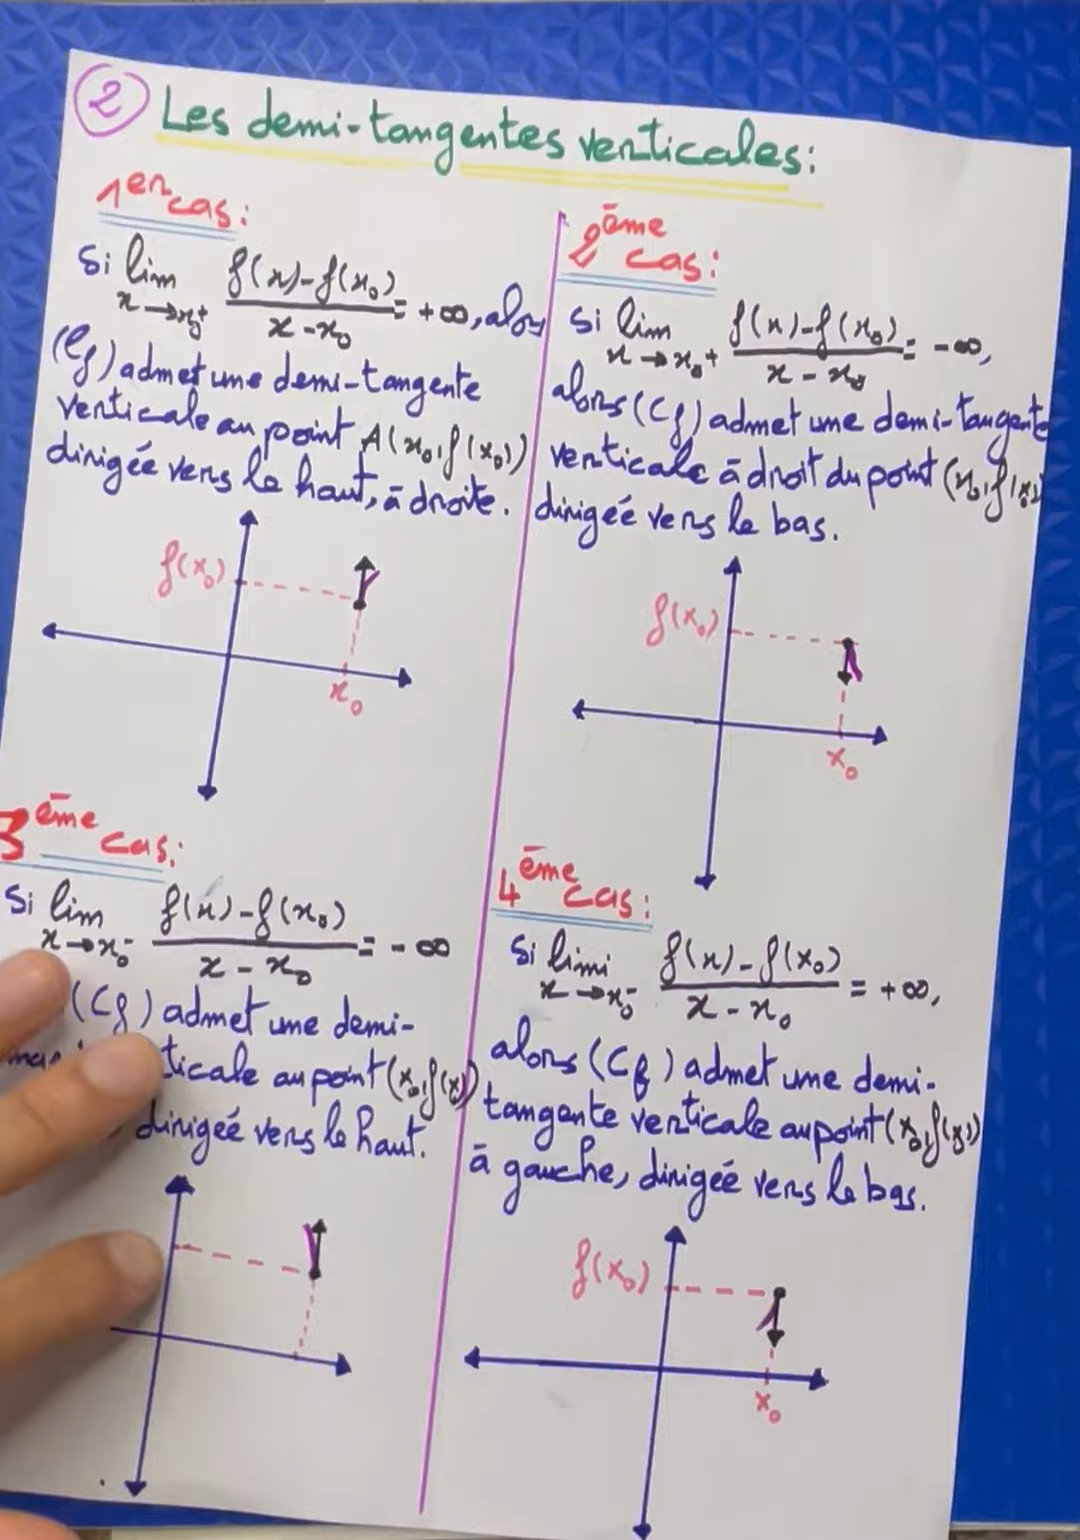 2 Les demi-tangentes verticales:
1er cas:
Si lim f(x)-f(x₀) = +∞, alors
x→x₀⁺ x-x₀
(Cf) admet une demi-tangente
verticale au point A(x₀, f(x₀))
dirigée vers le haut, à droite.
f(x₀)
x₀
2ème cas:
Si lim f(x)-f(x₀) = -∞,
x→x₀⁺ x-x₀
alors (Cf) admet une demi-tangente
verticale à droit du point (x₀, f(x₀)
dirigée vers le bas.
f(x₀)
x₀
3ème cas:
Si lim f(x)-f(x₀) = -∞
x→x₀⁻ x-x₀
(Cf) admet une demi-
ticale au point (x₀, f(x₀))
dirigée vers le haut.
4ème cas:
Si limi f(x)-f(x₀) = +∞,
x→x₀⁻ x-x₀
alors (Cf) admet une demi-
tangente verticale au point (x₀, f(x₀))
à gauche, dirigée vers le bas.
f(x₀)
x₀